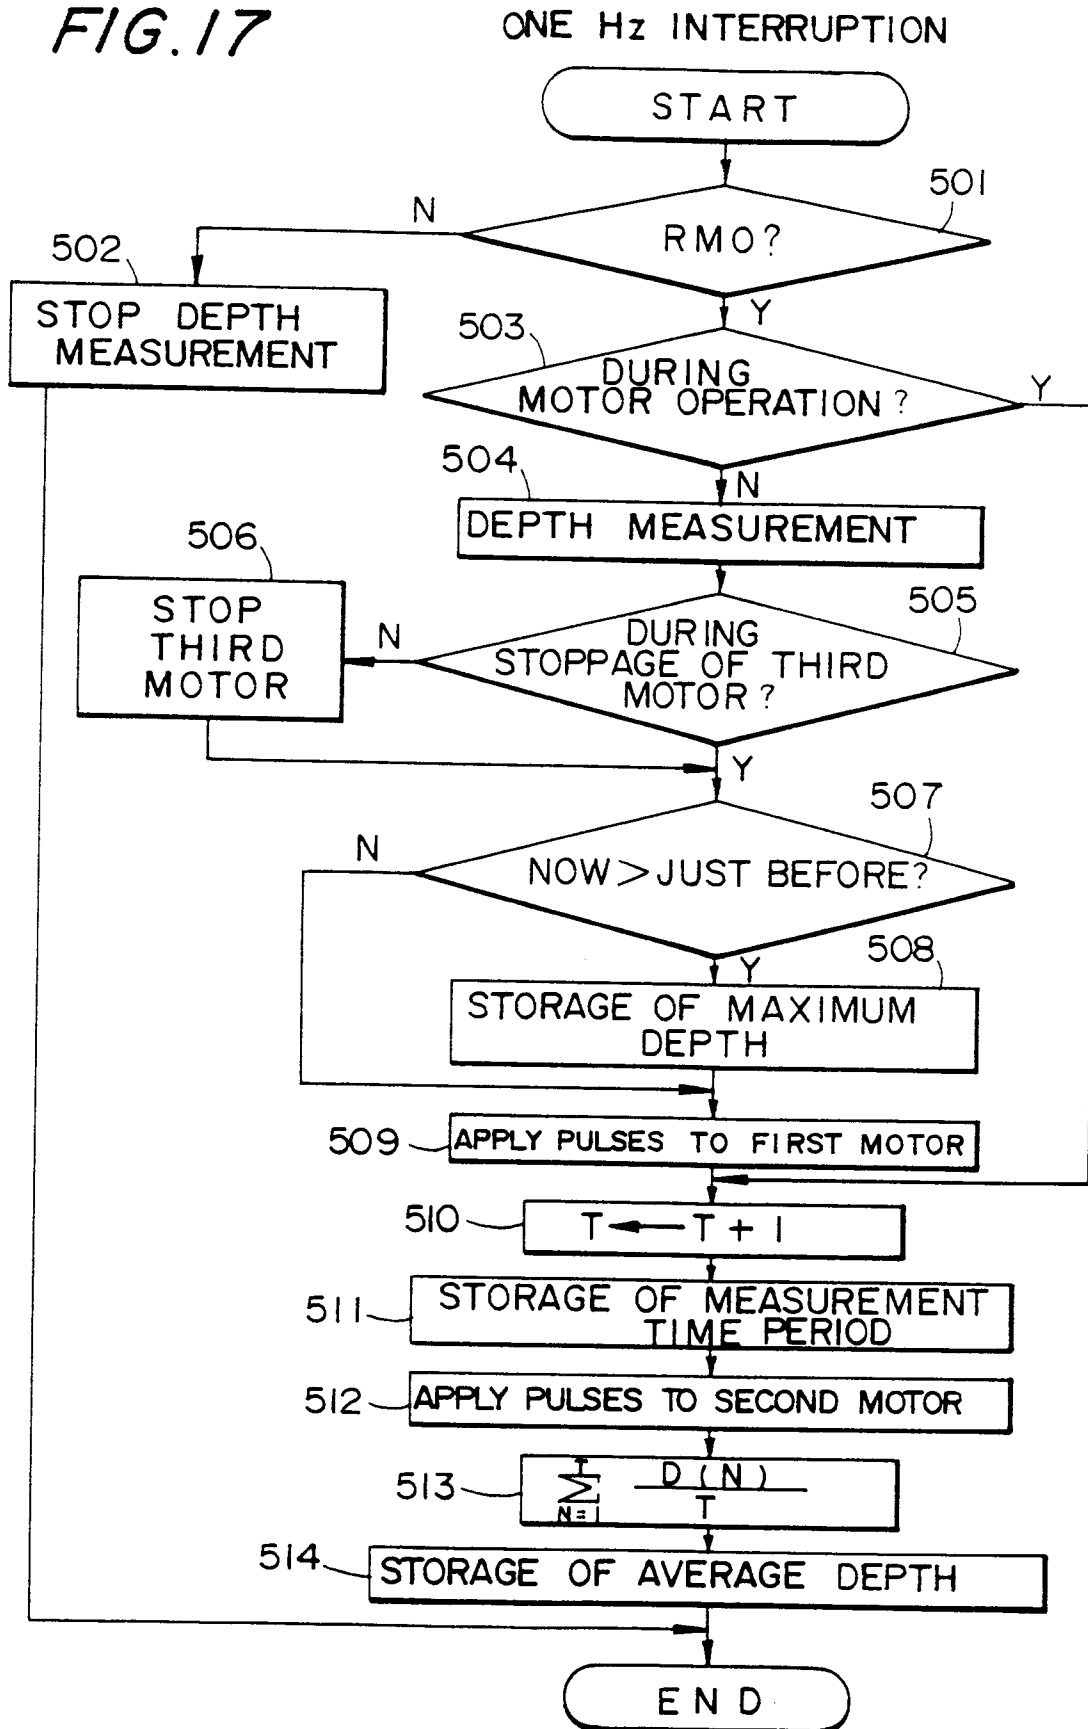 FIG. 17
ONE Hz INTERRUPTION
START
501
N
RMO?
502
STOP DEPTH
MEASUREMENT
Y
503
DURING
MOTOR OPERATION?
Y
504
N
DEPTH MEASUREMENT
506
STOP
THIRD
MOTOR
N
505
DURING
STOPPAGE OF THIRD
MOTOR?
Y
507
N
NOW > JUST BEFORE?
508
Y
STORAGE OF MAXIMUM
DEPTH
509
APPLY PULSES TO FIRST MOTOR
510
T ← T + 1
511
STORAGE OF MEASUREMENT
TIME PERIOD
512
APPLY PULSES TO SECOND MOTOR
513
T
Σ D(N)
N=1 T
514
STORAGE OF AVERAGE DEPTH
END